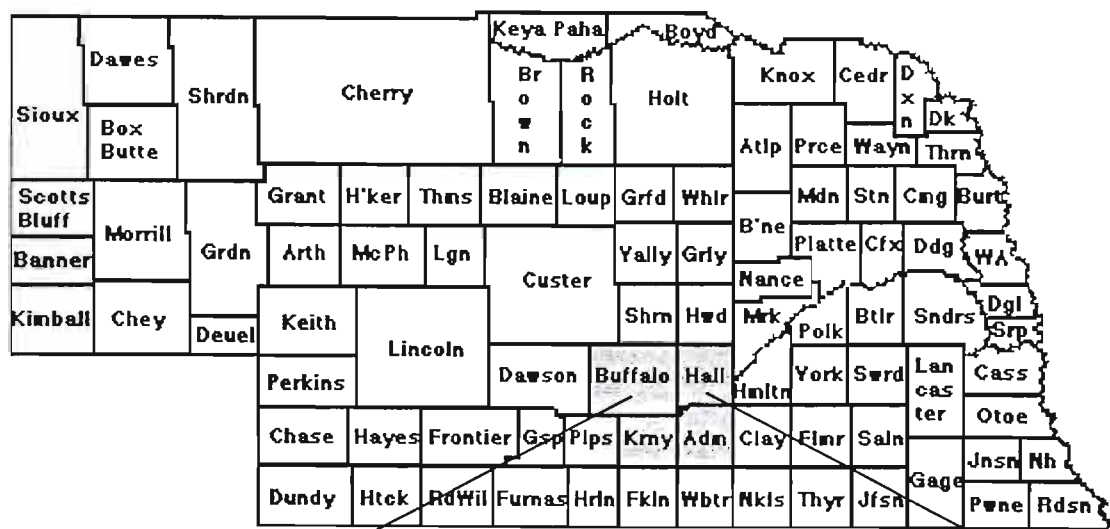 Keya Paha Boyd
Dawes Knox Cedr D
x
n
Sioux Shrdn Cherry Br
o
w
n R
o
c
k Holt
Box
Butte
Dk
Atlp Prce Wayn Thrn
Scotts
Bluff Grant H'ker Thms Blaine Loup Grfd Whlr Mdn Stn Cmg Burt
Morrill Grdn B'ne
Banner Arth McPh Lgn Custer Yally Grly Platte Cfx Ddg WA
Nance
Kimball Chey Keith Shrn Hwd Mrk Polk Btlr Sndrs Dgl
Deuel Lincoln Srp
Perkins Dawson Buffalo Hall Hmltn York Swrd Lan
cas
ter Cass
Otoe
Chase Hayes Frontier Gsp Plps Krny Adm Clay Flmr Saln
Gage Jnsn Nh
Dundy Htck RdWil Furnas Hrln Fkln Wbtr Nkls Thyr Jfsn Pwne Rdsn